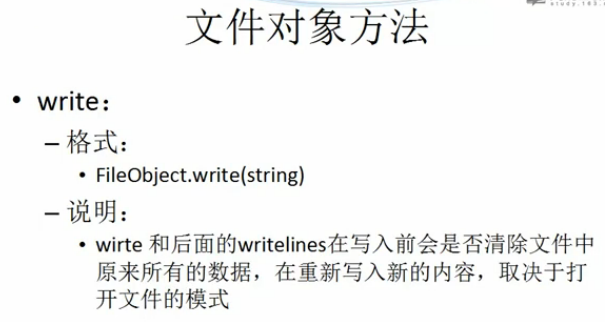 文件对象方法
• write：
– 格式：
• FileObject.write(string)
– 说明：
• wirte 和后面的writelines在写入前会是否清除文件中
原来所有的数据，在重新写入新的内容，取决于打
开文件的模式